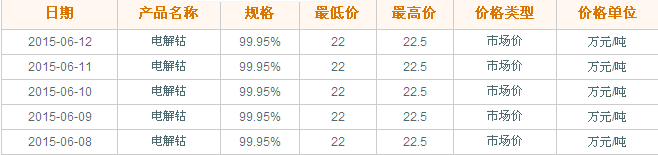 日期 产品名称 规格 最低价 最高价 价格类型 价格单位
2015-06-12 电解钴 99.95% 22 22.5 市场价 万元/吨
2015-06-11 电解钴 99.95% 22 22.5 市场价 万元/吨
2015-06-10 电解钴 99.95% 22 22.5 市场价 万元/吨
2015-06-09 电解钴 99.95% 22 22.5 市场价 万元/吨
2015-06-08 电解钴 99.95% 22 22.5 市场价 万元/吨